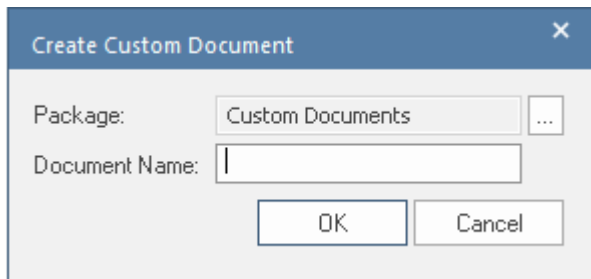 Create Custom Document ×
Package: Custom Documents ...
Document Name:
OK Cancel